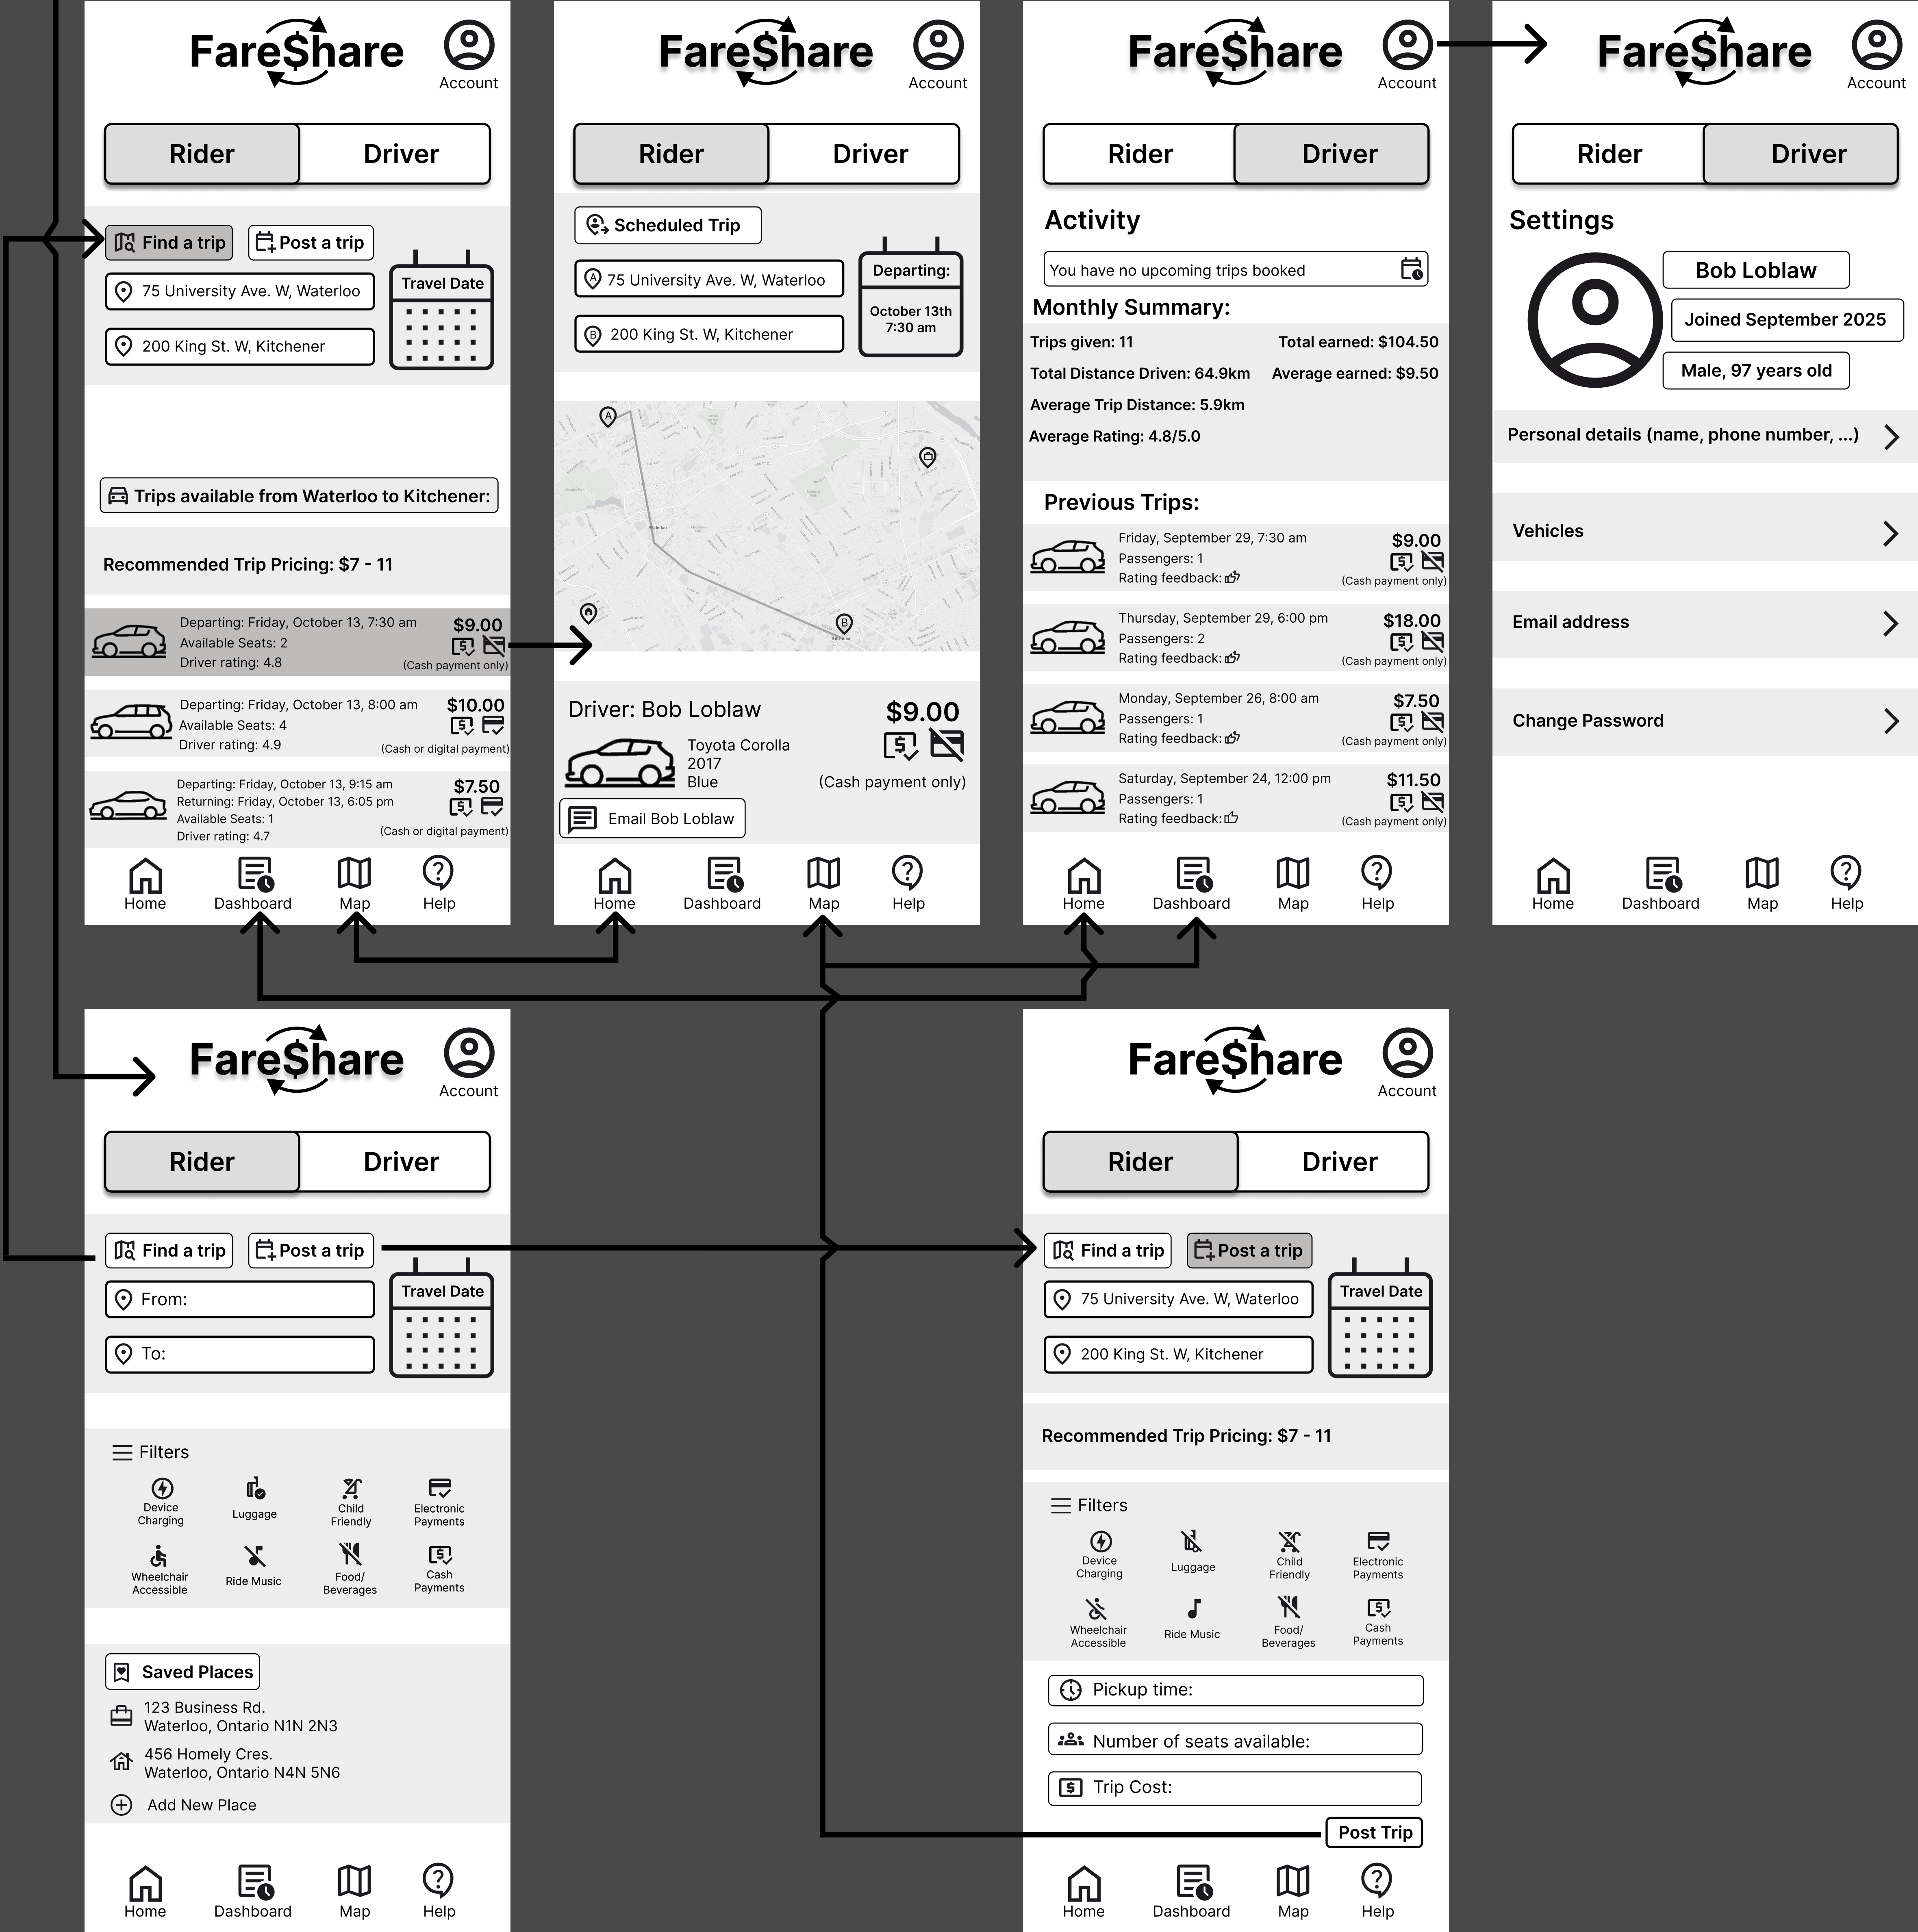 FareShare
Account
Rider
Driver
Find a trip
Post a trip
75 University Ave. W, Waterloo
200 King St. W, Kitchener
Travel Date
Trips available from Waterloo to Kitchener:
Recommended Trip Pricing: $7 - 11
Departing: Friday, October 13, 7:30 am
Available Seats: 2
Driver rating: 4.8
$9.00
(Cash payment only)
Departing: Friday, October 13, 8:00 am
Available Seats: 4
Driver rating: 4.9
$10.00
(Cash or digital payment)
Departing: Friday, October 13, 9:15 am
Returning: Friday, October 13, 6:05 pm
Available Seats: 1
Driver rating: 4.7
$7.50
(Cash or digital payment)
Home
Dashboard
Map
Help
FareShare
Account
Rider
Driver
Scheduled Trip
A 75 University Ave. W, Waterloo
B 200 King St. W, Kitchener
Departing:
October 13th
7:30 am
A
B
Driver: Bob Loblaw
Toyota Corolla
2017
Blue
$9.00
(Cash payment only)
Email Bob Loblaw
Home
Dashboard
Map
Help
FareShare
Account
Rider
Driver
Activity
You have no upcoming trips booked
Monthly Summary:
Trips given: 11
Total earned: $104.50
Total Distance Driven: 64.9km
Average earned: $9.50
Average Trip Distance: 5.9km
Average Rating: 4.8/5.0
Previous Trips:
Friday, September 29, 7:30 am
Passengers: 1
Rating feedback:
$9.00
(Cash payment only)
Thursday, September 29, 6:00 pm
Passengers: 2
Rating feedback:
$18.00
(Cash payment only)
Monday, September 26, 8:00 am
Passengers: 1
Rating feedback:
$7.50
(Cash payment only)
Saturday, September 24, 12:00 pm
Passengers: 1
Rating feedback:
$11.50
(Cash payment only)
Home
Dashboard
Map
Help
FareShare
Account
Rider
Driver
Settings
Bob Loblaw
Joined September 2025
Male, 97 years old
Personal details (name, phone number, ...)
Vehicles
Email address
Change Password
Home
Dashboard
Map
Help
FareShare
Account
Rider
Driver
Find a trip
Post a trip
From:
To:
Travel Date
Filters
Device
Charging
Luggage
Child
Friendly
Electronic
Payments
Wheelchair
Accessible
Ride Music
Food/
Beverages
Cash
Payments
Saved Places
123 Business Rd.
Waterloo, Ontario N1N 2N3
456 Homely Cres.
Waterloo, Ontario N4N 5N6
Add New Place
Home
Dashboard
Map
Help
FareShare
Account
Rider
Driver
Find a trip
Post a trip
75 University Ave. W, Waterloo
200 King St. W, Kitchener
Travel Date
Recommended Trip Pricing: $7 - 11
Filters
Device
Charging
Luggage
Child
Friendly
Electronic
Payments
Wheelchair
Accessible
Ride Music
Food/
Beverages
Cash
Payments
Pickup time:
Number of seats available:
Trip Cost:
Post Trip
Home
Dashboard
Map
Help